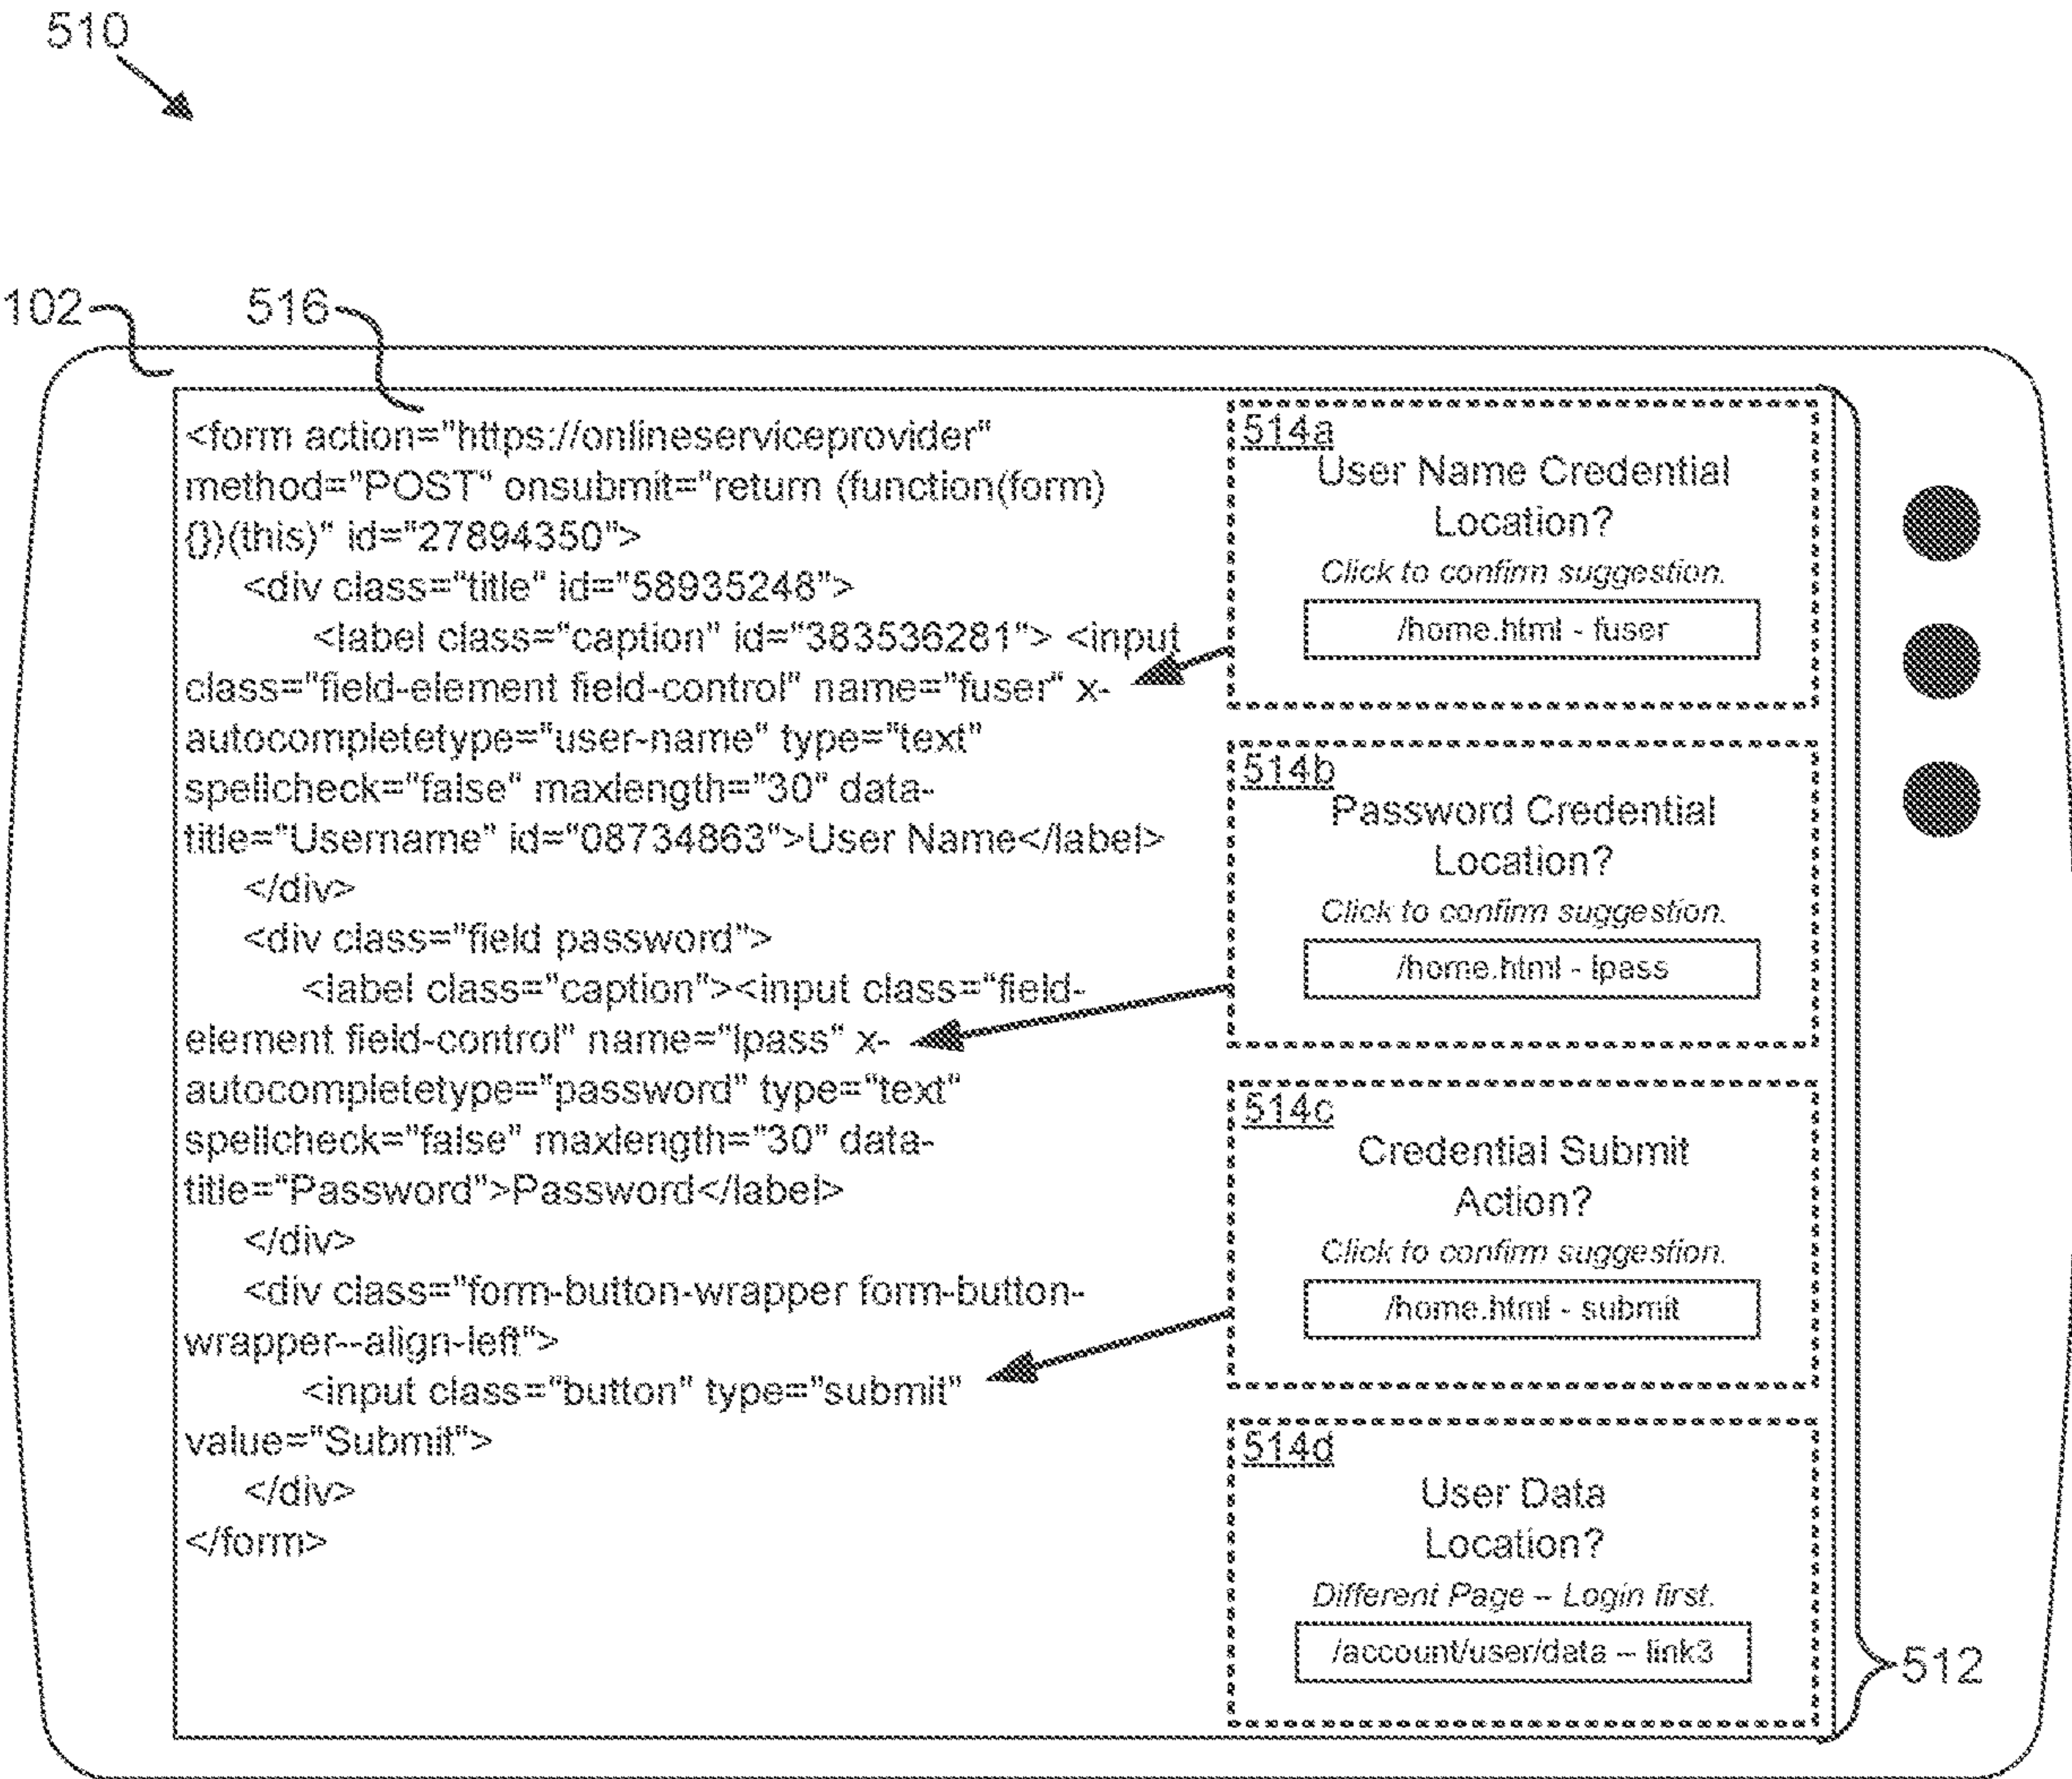 510
102
516
<form action="https://onlineserviceprovider"
method="POST" onsubmit="return (function(form)
{})(this)" id="27894350">
<div class="title" id="58935248">
<label class="caption" id="383536281"> <input
class="field-element field-control" name="fuser" x-
autocompletetype="user-name" type="text"
spellcheck="false" maxlength="30" data-
title="Username" id="08734863">User Name</label>
</div>
<div class="field password">
<label class="caption"><input class="field-
element field-control" name="lpass" x-
autocompletetype="password" type="text"
spellcheck="false" maxlength="30" data-
title="Password">Password</label>
</div>
<div class="form-button-wrapper form-button-
wrapper--align-left">
<input class="button" type="submit"
value="Submit">
</div>
</form>
514a
User Name Credential
Location?
Click to confirm suggestion.
/home.html - fuser
514b
Password Credential
Location?
Click to confirm suggestion.
/home.html - lpass
514c
Credential Submit
Action?
Click to confirm suggestion.
/home.html - submit
514d
User Data
Location?
Different Page – Login first.
/account/user/data – link3
512